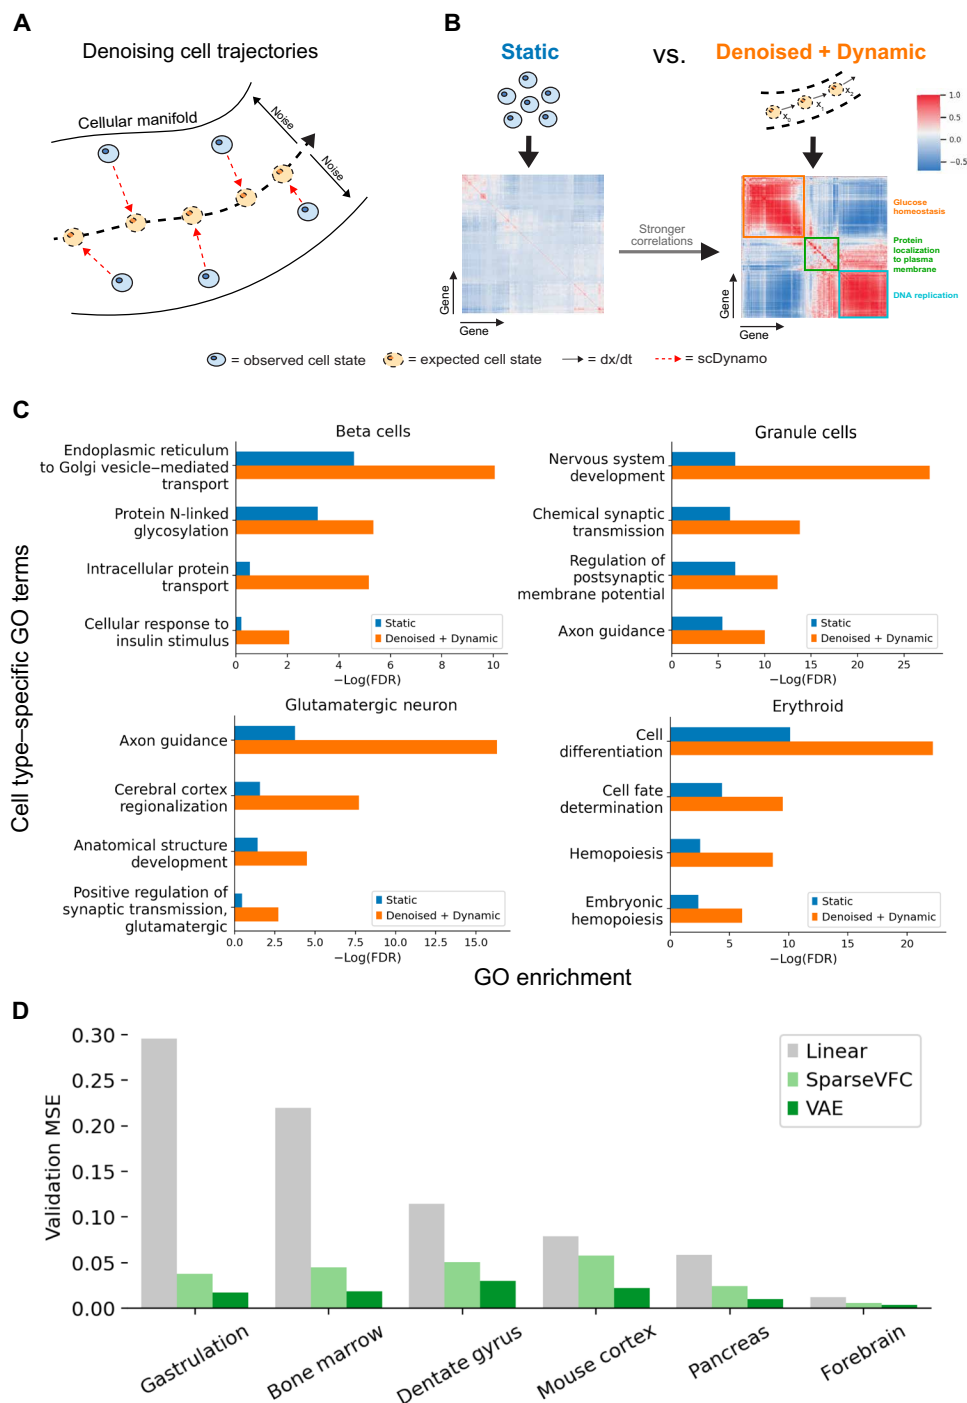 A
Denoising cell trajectories
Cellular manifold
Noise
Noise
B
Static
vs.
Denoised + Dynamic
X0
X1
X2
1.0
0.5
0.0
−0.5
Stronger
correlations
Glucose
homeostasis
Protein
localization
to plasma
membrane
DNA replication
Gene
Gene
Gene
Gene
= observed cell state
= expected cell state
= dx/dt
= scDynamo
C
Cell type–specific GO terms
Beta cells
Endoplasmic reticulum
to Golgi vesicle−mediated
transport
Protein N-linked
glycosylation
Intracellular protein
transport
Cellular response to
insulin stimulus
Static
Denoised + Dynamic
0 2 4 6 8 10
−Log(FDR)
Granule cells
Nervous system
development
Chemical synaptic
transmission
Regulation of
postsynaptic
membrane potential
Axon guidance
Static
Denoised + Dynamic
0 5 10 15 20 25
−Log(FDR)
Glutamatergic neuron
Axon guidance
Cerebral cortex
regionalization
Anatomical structure
development
Positive regulation of
synaptic transmission,
glutamatergic
Static
Denoised + Dynamic
0.0 2.5 5.0 7.5 10.0 12.5 15.0
−Log(FDR)
Erythroid
Cell
differentiation
Cell fate
determination
Hemopoiesis
Embryonic
hemopoiesis
Static
Denoised + Dynamic
0 5 10 15 20
−Log(FDR)
GO enrichment
D
Validation MSE
0.30
0.25
0.20
0.15
0.10
0.05
0.00
Linear
SparseVFC
VAE
Gastrulation
Bone marrow
Dentate gyrus
Mouse cortex
Pancreas
Forebrain